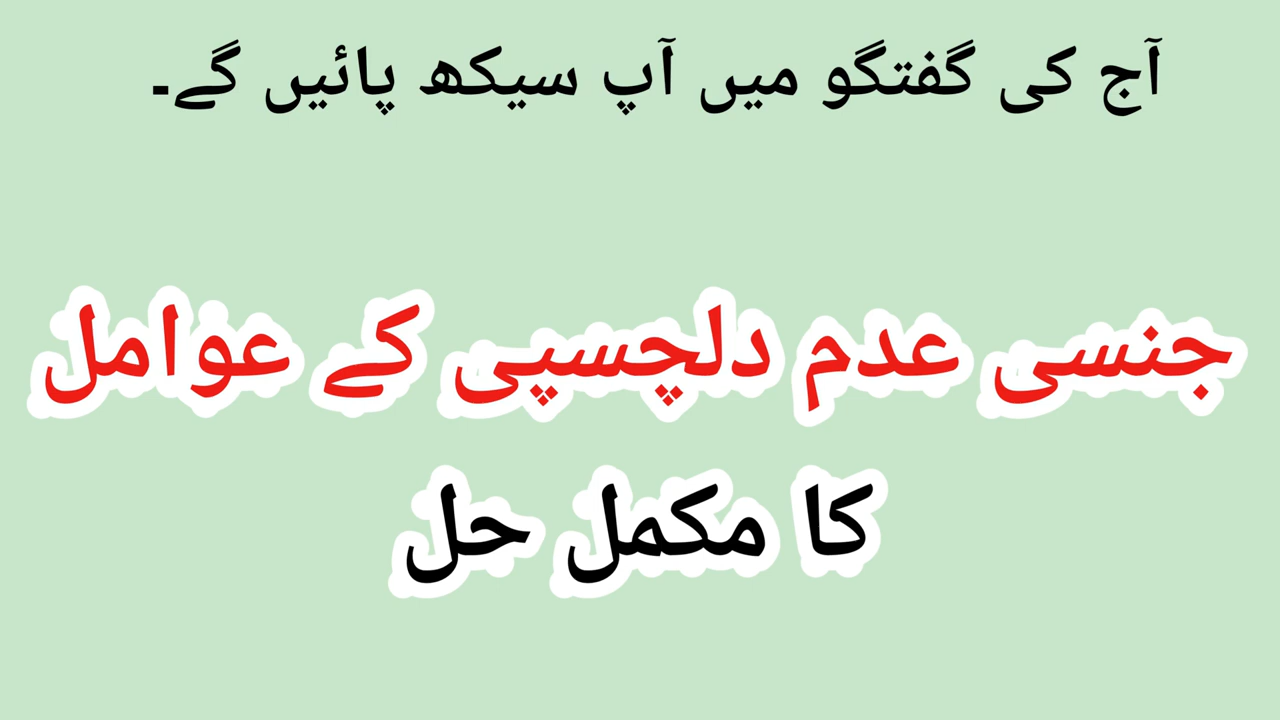 آج کی گفتگو میں آپ سیکھ پائیں گے۔
جنسی عدم دلچسپی کے عوامل
کا مکمل حل